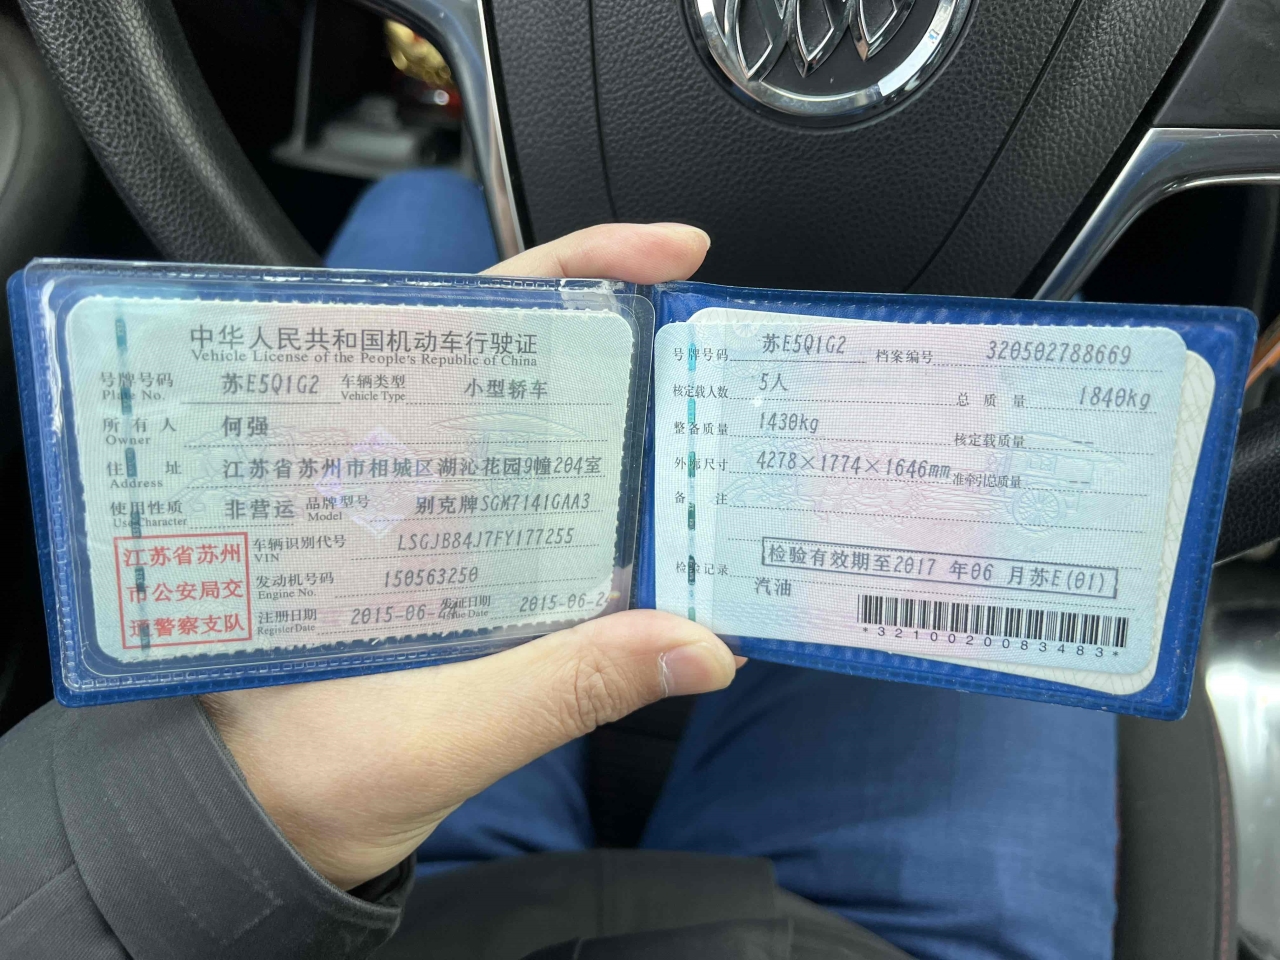 中华人民共和国机动车行驶证
Vehicle License of the People's Republic of China
号牌号码 苏E5Q1G2 车辆类型 小型轿车
Plate No. Vehicle Type
所有人 何强
Owner
住址 江苏省苏州市相城区湖沁花园9幢204室
Address
使用性质 非营运 品牌型号 别克牌SGM7141GAA3
Use Character Model
江苏省苏州市公安局交通警察支队
车辆识别代号 LSGJB84J7FY177255
VIN
发动机号码 150563250
Engine No.
注册日期 2015-06-24 发证日期 2015-06-24
Register Date Issue Date
号牌号码 苏E5Q1G2 档案编号 320502788669
核定载人数 5人 总质量 1840kg
整备质量 1430kg 核定载质量 --
外廓尺寸 4278×1774×1646mm 准牵引总质量 --
备注
检验记录 检验有效期至2017 年06 月苏E(01)
汽油
*3210020083483*